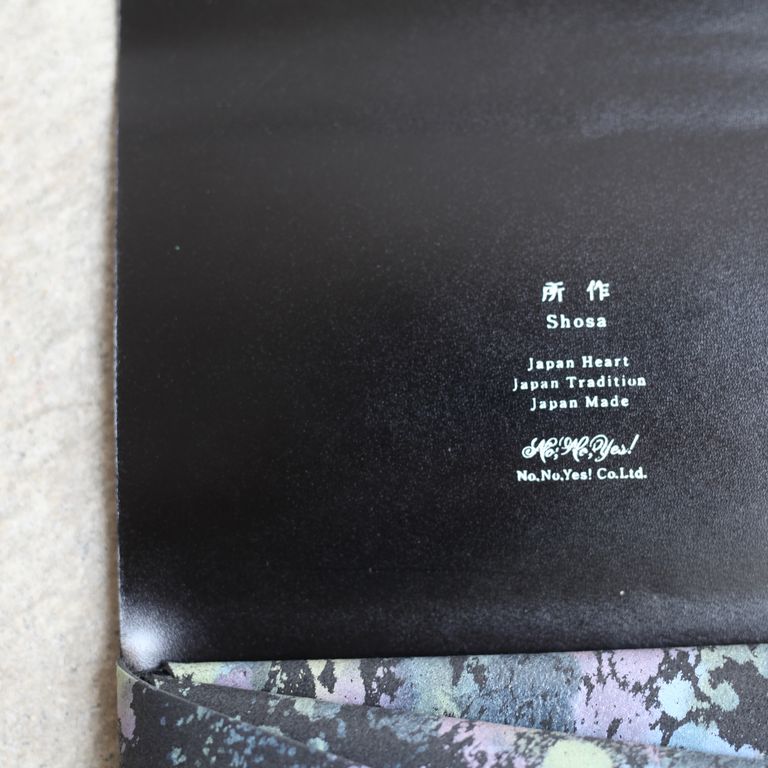 所作
Shosa
Japan Heart
Japan Tradition
Japan Made
No, No, Yes!
No,No,Yes! Co.Ltd.